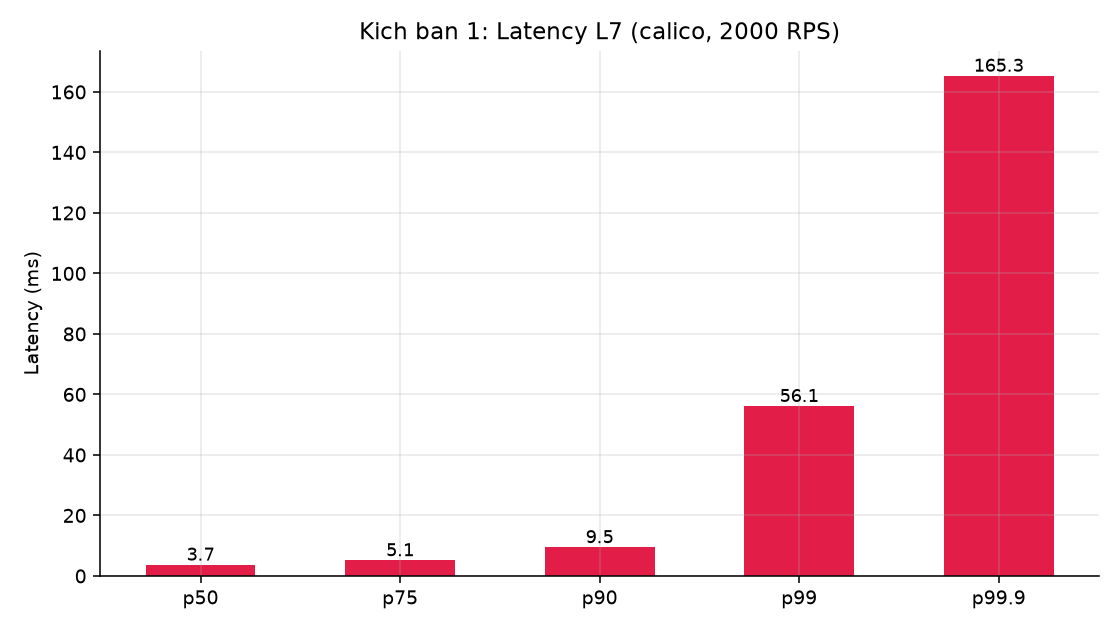 Kich ban 1: Latency L7 (calico, 2000 RPS)
Latency (ms)
160
140
120
100
80
60
40
20
0
3.7
5.1
9.5
56.1
165.3
p50
p75
p90
p99
p99.9